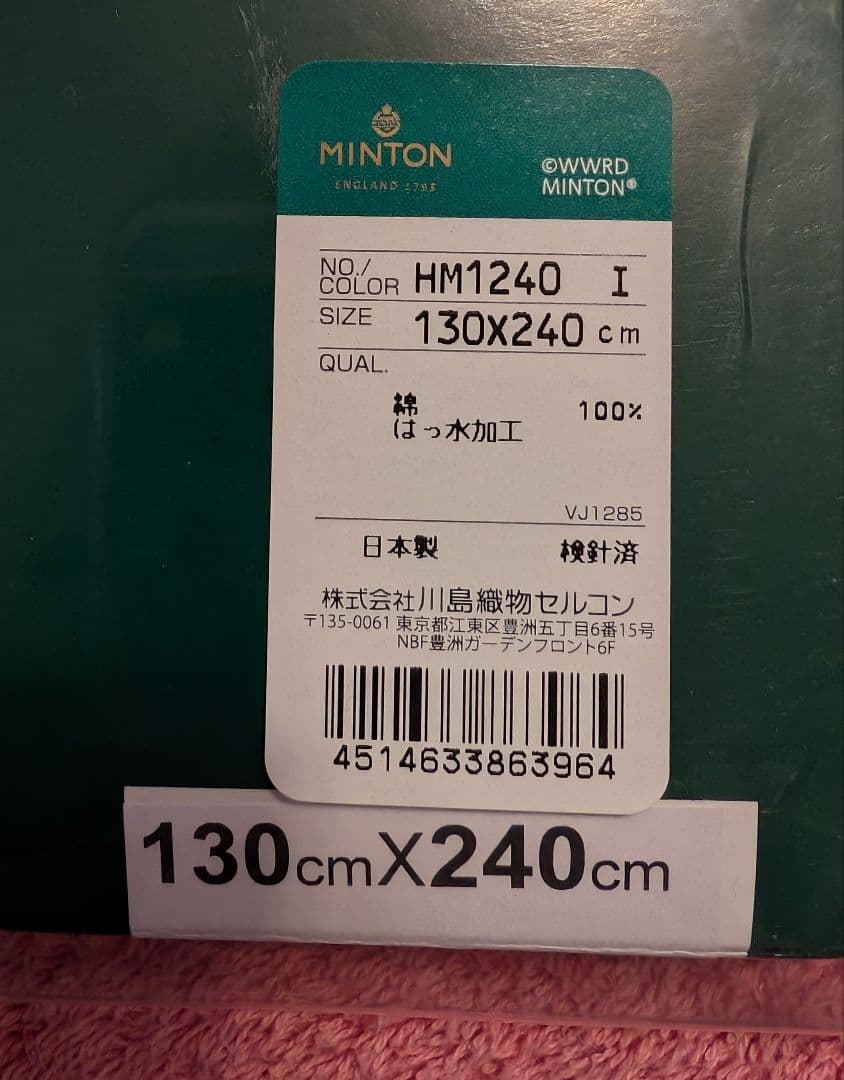 MINTON
ENGLAND 1793
©WWRD
MINTON®
NO./
COLOR HM1240 I
SIZE 130X240 cm
QUAL.
綿 100%
はっ水加工
VJ1285
日本製 検針済
株式会社川島織物セルコン
〒135-0061 東京都江東区豊洲五丁目6番15号
NBF豊洲ガーデンフロント6F
4514633863964
130cmX240cm